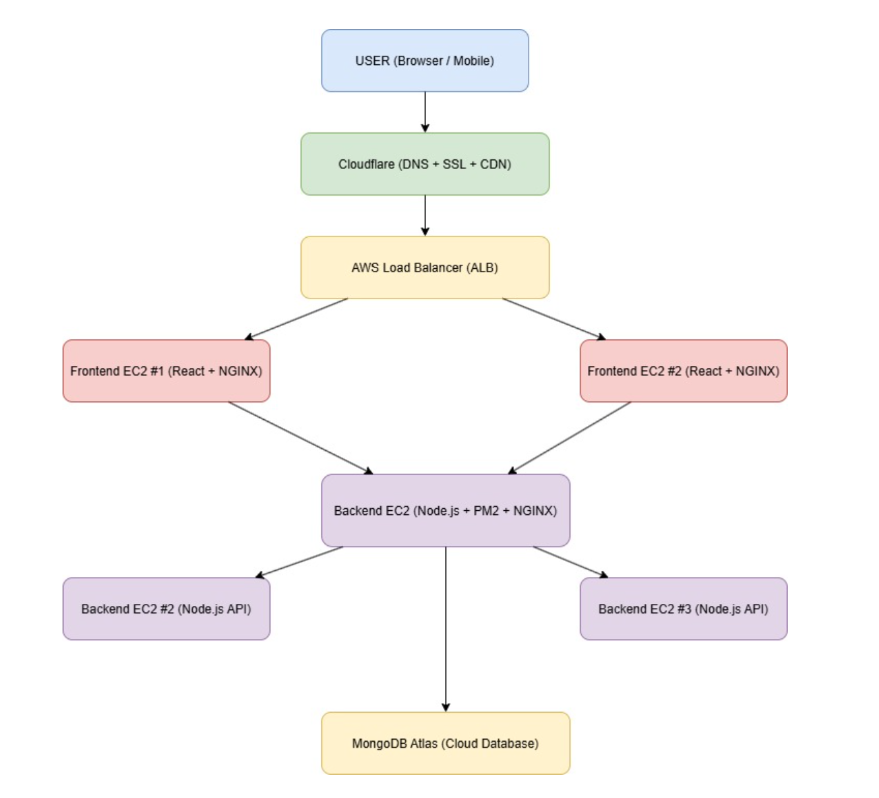 USER (Browser / Mobile)
Cloudflare (DNS + SSL + CDN)
AWS Load Balancer (ALB)
Frontend EC2 #1 (React + NGINX)
Frontend EC2 #2 (React + NGINX)
Backend EC2 (Node.js + PM2 + NGINX)
Backend EC2 #2 (Node.js API)
Backend EC2 #3 (Node.js API)
MongoDB Atlas (Cloud Database)